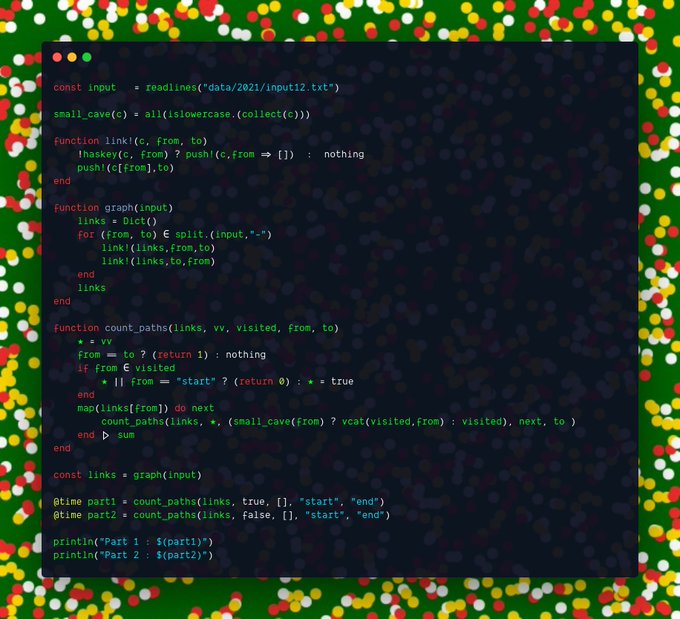 const input   = readlines("data/2021/input12.txt")

small_cave(c) = all(islowercase.(collect(c)))

function link!(c, from, to)
    !haskey(c, from) ? push!(c,from => [])  :  nothing
    push!(c[from],to)
end

function graph(input)
    links = Dict()
    for (from, to) ∈ split.(input,"-")
        link!(links,from,to)
        link!(links,to,from)
    end
    links
end

function count_paths(links, vv, visited, from, to)
    ★ = vv
    from == to ? (return 1) : nothing
    if from ∈ visited
        ★ || from == "start" ? (return 0) : ★ = true
    end
    map(links[from]) do next
        count_paths(links, ★, (small_cave(from) ? vcat(visited,from) : visited), next, to )
    end |> sum
end

const links = graph(input)

@time part1 = count_paths(links, true, [], "start", "end")
@time part2 = count_paths(links, false, [], "start", "end")

println("Part 1 : $(part1)")
println("Part 2 : $(part2)")